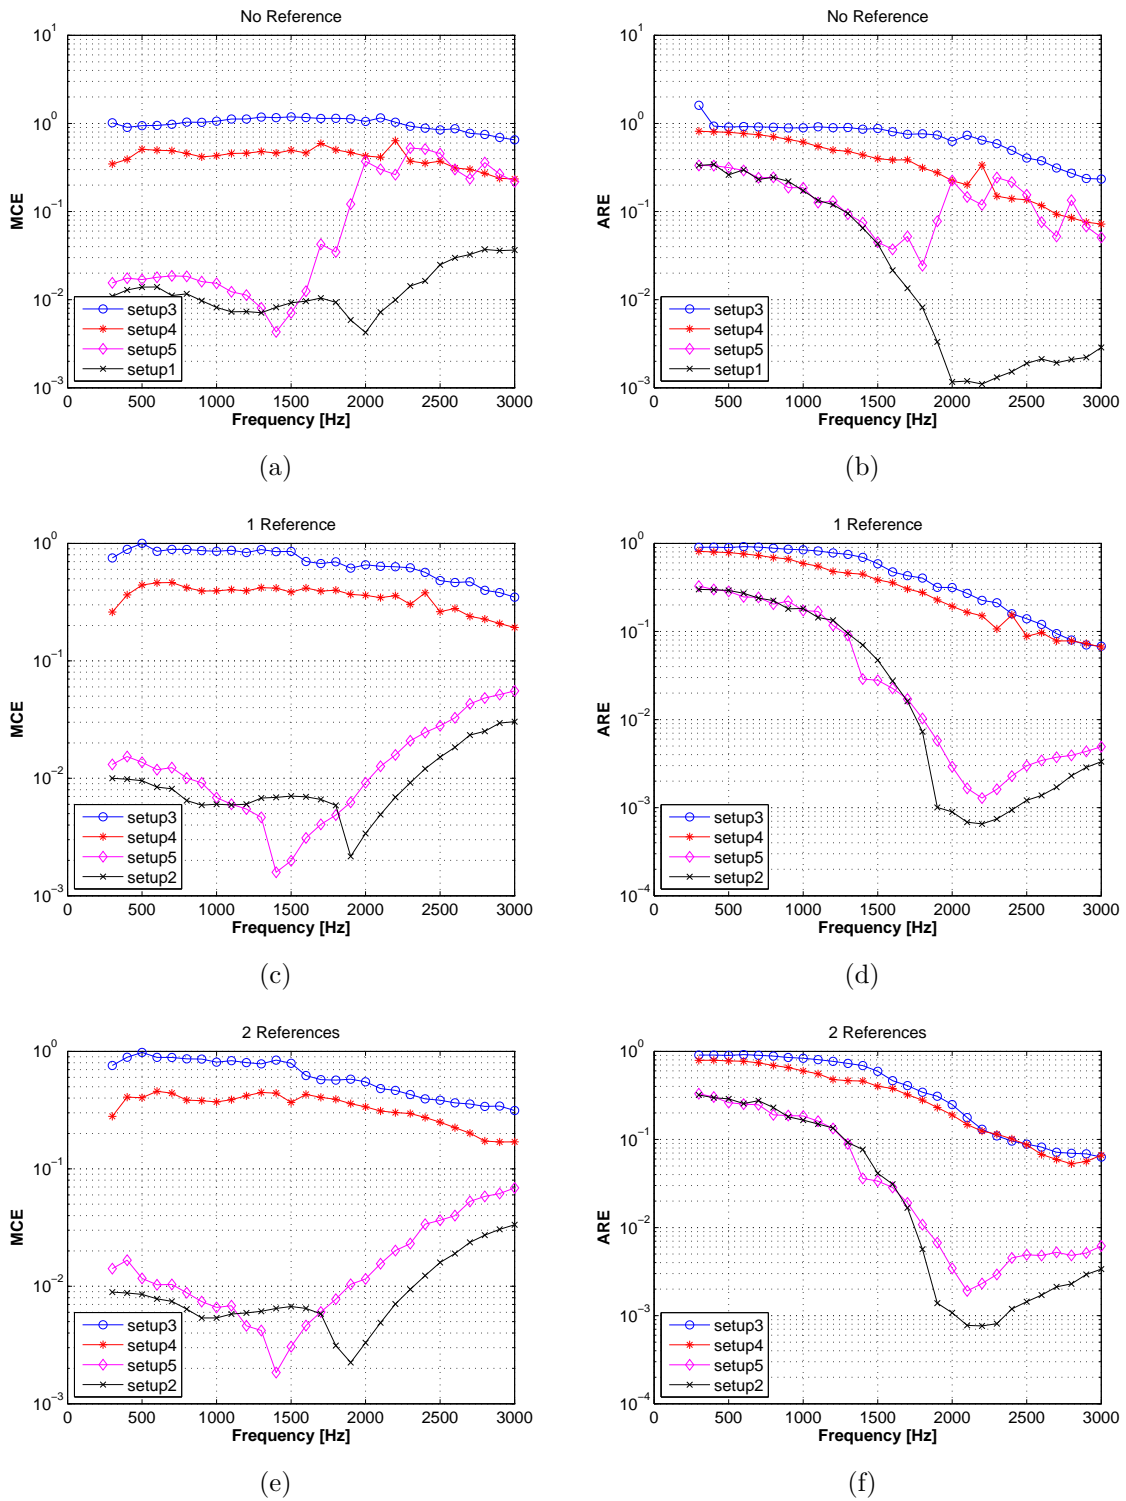 No Reference
10^1
10^0
10^−1
10^−2
10^−3
MCE
setup3
setup4
setup5
setup1
0 500 1000 1500 2000 2500 3000
Frequency [Hz]
(a)
No Reference
10^1
10^0
10^−1
10^−2
10^−3
ARE
setup3
setup4
setup5
setup1
0 500 1000 1500 2000 2500 3000
Frequency [Hz]
(b)
1 Reference
10^0
10^−1
10^−2
10^−3
MCE
setup3
setup4
setup5
setup2
0 500 1000 1500 2000 2500 3000
Frequency [Hz]
(c)
1 Reference
10^0
10^−1
10^−2
10^−3
10^−4
ARE
setup3
setup4
setup5
setup2
0 500 1000 1500 2000 2500 3000
Frequency [Hz]
(d)
2 References
10^0
10^−1
10^−2
10^−3
MCE
setup3
setup4
setup5
setup2
0 500 1000 1500 2000 2500 3000
Frequency [Hz]
(e)
2 References
10^0
10^−1
10^−2
10^−3
10^−4
ARE
setup3
setup4
setup5
setup2
0 500 1000 1500 2000 2500 3000
Frequency [Hz]
(f)